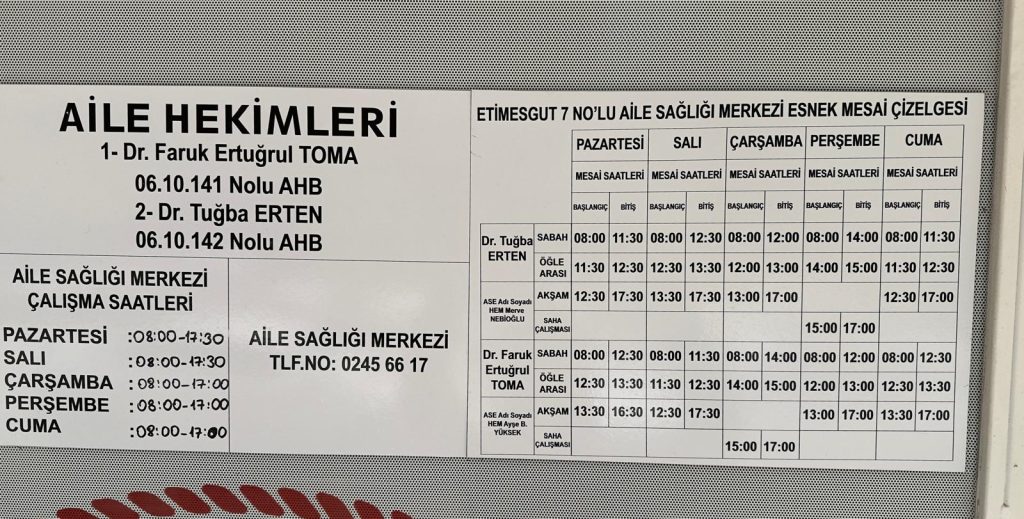 AİLE HEKİMLERİ
1- Dr. Faruk Ertuğrul TOMA
06.10.141 Nolu AHB
2- Dr. Tuğba ERTEN
06.10.142 Nolu AHB
AİLE SAĞLIĞI MERKEZİ
ÇALIŞMA SAATLERİ
PAZARTESİ :08:00-17:30
SALI :08:00-17:30
ÇARŞAMBA :08:00-17:00
PERŞEMBE :08:00-17:00
CUMA :08:00-17:00
AİLE SAĞLIĞI MERKEZİ
TLF.NO: 0245 66 17
ETİMESGUT 7 NO'LU AİLE SAĞLIĞI MERKEZİ ESNEK MESAİ ÇİZELGESİ
PAZARTESİ SALI ÇARŞAMBA PERŞEMBE CUMA
MESAİ SAATLERİ MESAİ SAATLERİ MESAİ SAATLERİ MESAİ SAATLERİ MESAİ SAATLERİ
BAŞLANGIÇ BİTİŞ BAŞLANGIÇ BİTİŞ BAŞLANGIÇ BİTİŞ BAŞLANGIÇ BİTİŞ BAŞLANGIÇ BİTİŞ
Dr. Tuğba
ERTEN
SABAH 08:00 11:30 08:00 12:30 08:00 12:00 08:00 14:00 08:00 11:30
ÖĞLE
ARASI 11:30 12:30 12:30 13:30 12:00 13:00 14:00 15:00 11:30 12:30
ASE Adı Soyadı
HEM Merve
NEBİOĞLU
AKŞAM 12:30 17:30 13:30 17:30 13:00 17:00 12:30 17:00
SAHA
ÇALIŞMASI 15:00 17:00
Dr. Faruk
Ertuğrul
TOMA
SABAH 08:00 12:30 08:00 11:30 08:00 14:00 08:00 12:00 08:00 12:30
ÖĞLE
ARASI 12:30 13:30 11:30 12:30 14:00 15:00 12:00 13:00 12:30 13:30
ASE Adı Soyadı
HEM Ayşe B.
YÜKSEK
AKŞAM 13:30 16:30 12:30 17:30 13:00 17:00 13:30 17:00
SAHA
ÇALIŞMASI 15:00 17:00